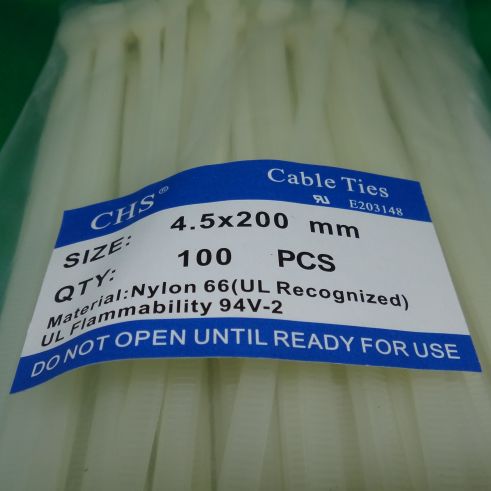 CHS® Cable Ties
E203148
SIZE: 4.5x200 mm
QTY: 100 PCS
Material:Nylon 66(UL Recognized)
UL Flammability 94V-2
DO NOT OPEN UNTIL READY FOR USE